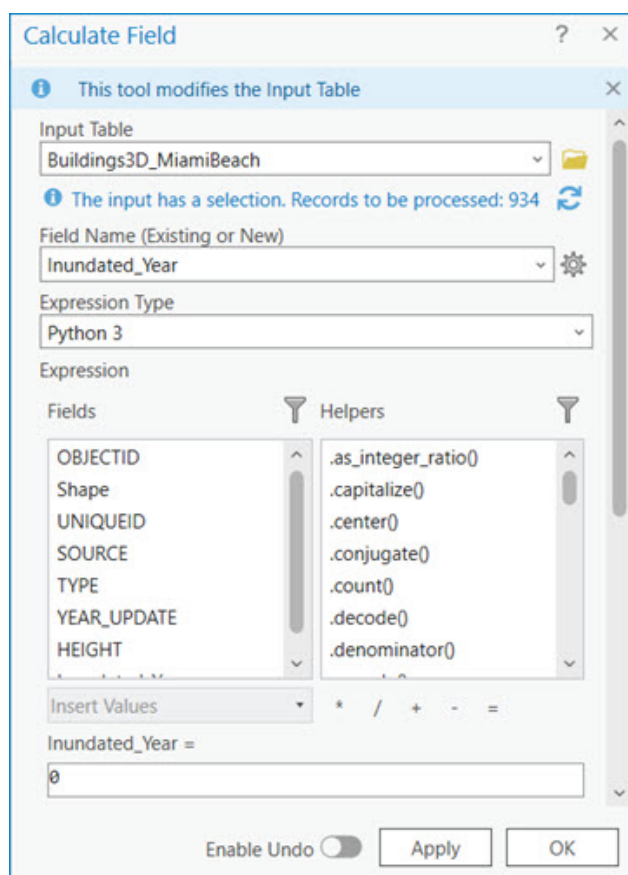 Calculate Field ? ×
This tool modifies the Input Table ×
Input Table
Buildings3D_MiamiBeach
The input has a selection. Records to be processed: 934
Field Name (Existing or New)
Inundated_Year
Expression Type
Python 3
Expression
Fields Helpers
OBJECTID .as_integer_ratio()
Shape .capitalize()
UNIQUEID .center()
SOURCE .conjugate()
TYPE .count()
YEAR_UPDATE .decode()
HEIGHT .denominator()
Insert Values * / + - =
Inundated_Year =
0
Enable Undo Apply OK